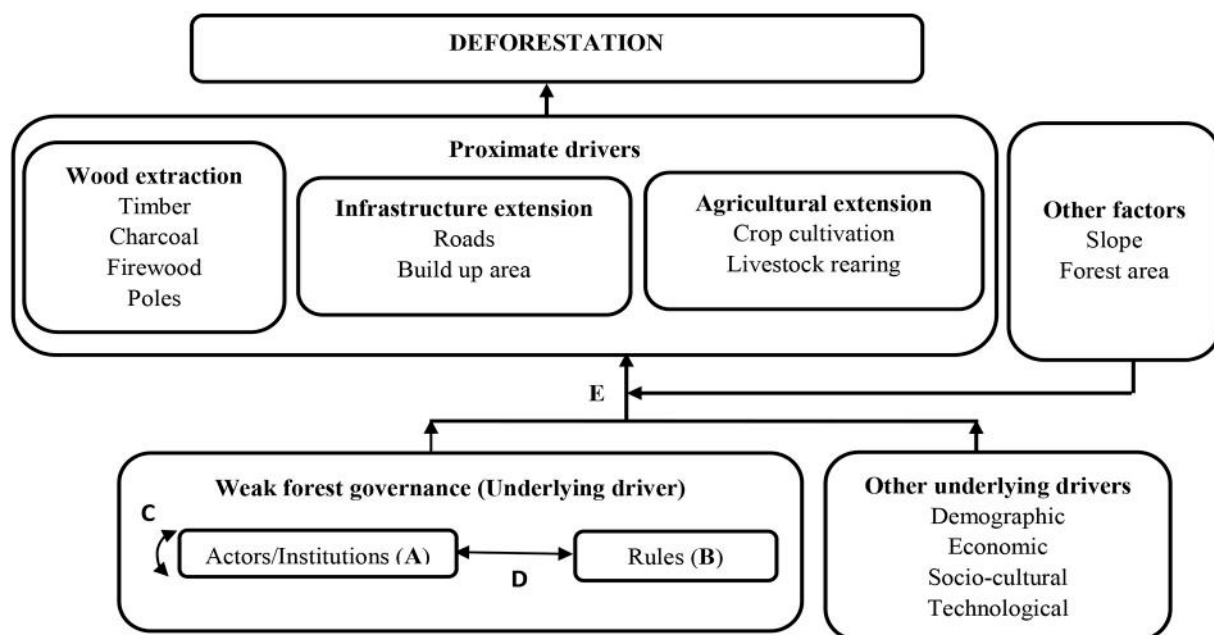 DEFORESTATION
Proximate drivers
Wood extraction
Timber
Charcoal
Firewood
Poles
Infrastructure extension
Roads
Build up area
Agricultural extension
Crop cultivation
Livestock rearing
Other factors
Slope
Forest area
E
Weak forest governance (Underlying driver)
C
Actors/Institutions (A)
D
Rules (B)
Other underlying drivers
Demographic
Economic
Socio-cultural
Technological